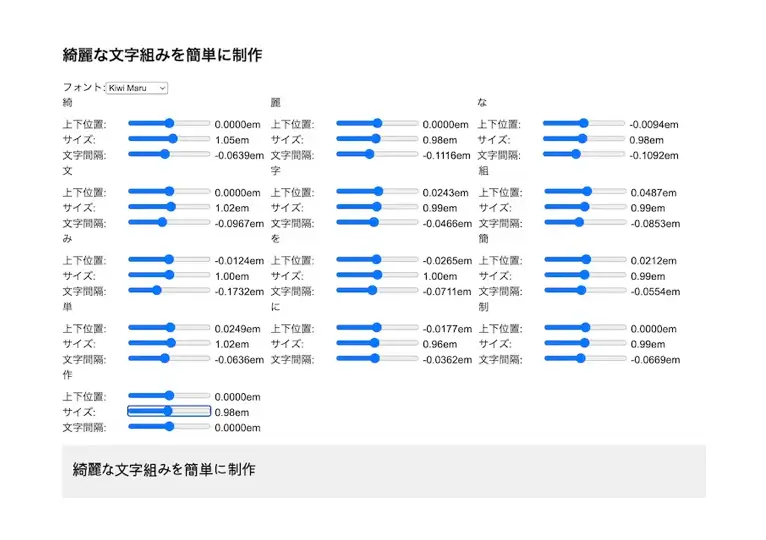 綺麗な文字組みを簡単に制作
フォント: Kiwi Maru
綺 麗 な
上下位置: 0.0000em 上下位置: 0.0000em 上下位置: -0.0094em
サイズ: 1.05em サイズ: 0.98em サイズ: 0.98em
文字間隔: -0.0639em 文字間隔: -0.1116em 文字間隔: -0.1092em
文 字 組
上下位置: 0.0000em 上下位置: 0.0243em 上下位置: 0.0487em
サイズ: 1.02em サイズ: 0.99em サイズ: 0.99em
文字間隔: -0.0967em 文字間隔: -0.0466em 文字間隔: -0.0853em
み を 簡
上下位置: -0.0124em 上下位置: -0.0265em 上下位置: 0.0212em
サイズ: 1.00em サイズ: 1.00em サイズ: 0.99em
文字間隔: -0.1732em 文字間隔: -0.0711em 文字間隔: -0.0554em
単 に 制
上下位置: 0.0249em 上下位置: -0.0177em 上下位置: 0.0000em
サイズ: 1.02em サイズ: 0.96em サイズ: 0.99em
文字間隔: -0.0636em 文字間隔: -0.0362em 文字間隔: -0.0669em
作
上下位置: 0.0000em
サイズ: 0.98em
文字間隔: 0.0000em
綺麗な文字組みを簡単に制作